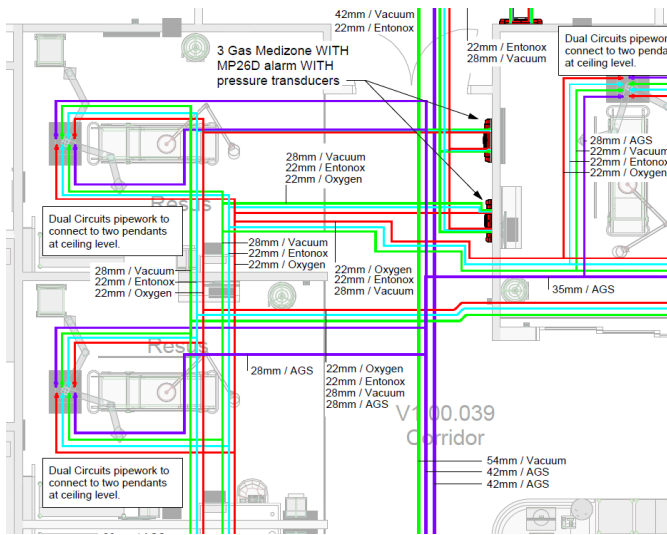 42mm / Vacuum
22mm / Entonox
3 Gas Medizone WITH
MP26D alarm WITH
pressure transducers
22mm / Entonox
28mm / Vacuum
Dual Circuits pipework to
connect to two pendants
at ceiling level.
28mm / AGS
22mm / Vacuum
22mm / Entonox
22mm / Oxygen
28mm / Vacuum
22mm / Entonox
22mm / Oxygen
Resus
Dual Circuits pipework to
connect to two pendants
at ceiling level.
28mm / Vacuum
22mm / Entonox
22mm / Oxygen
28mm / Vacuum
22mm / Entonox
22mm / Oxygen
22mm / Oxygen
22mm / Entonox
28mm / Vacuum
35mm / AGS
Resus
28mm / AGS
22mm / Oxygen
22mm / Entonox
28mm / Vacuum
28mm / AGS
V1.00.039
Corridor
54mm / Vacuum
42mm / AGS
42mm / AGS
Dual Circuits pipework to
connect to two pendants
at ceiling level.